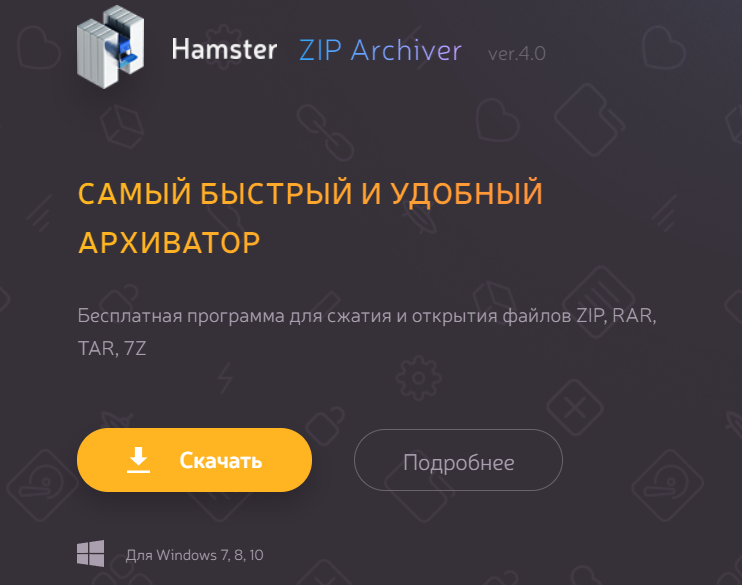 Hamster ZIP Archiver ver.4.0
САМЫЙ БЫСТРЫЙ И УДОБНЫЙ
АРХИВАТОР
Бесплатная программа для сжатия и открытия файлов ZIP, RAR,
TAR, 7Z
Скачать Подробнее
Для Windows 7, 8, 10